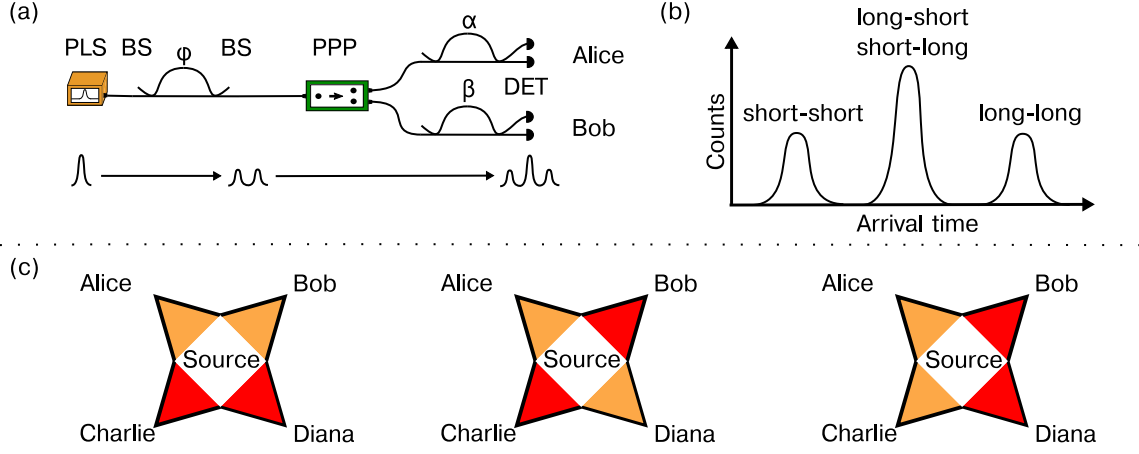 (a)
PLS BS φ BS PPP α Alice
DET
β Bob
(b)
long-short
short-long
short-short long-long
Counts
Arrival time
(c)
Alice Bob Alice Bob Alice Bob
Source Source Source
Charlie Diana Charlie Diana Charlie Diana